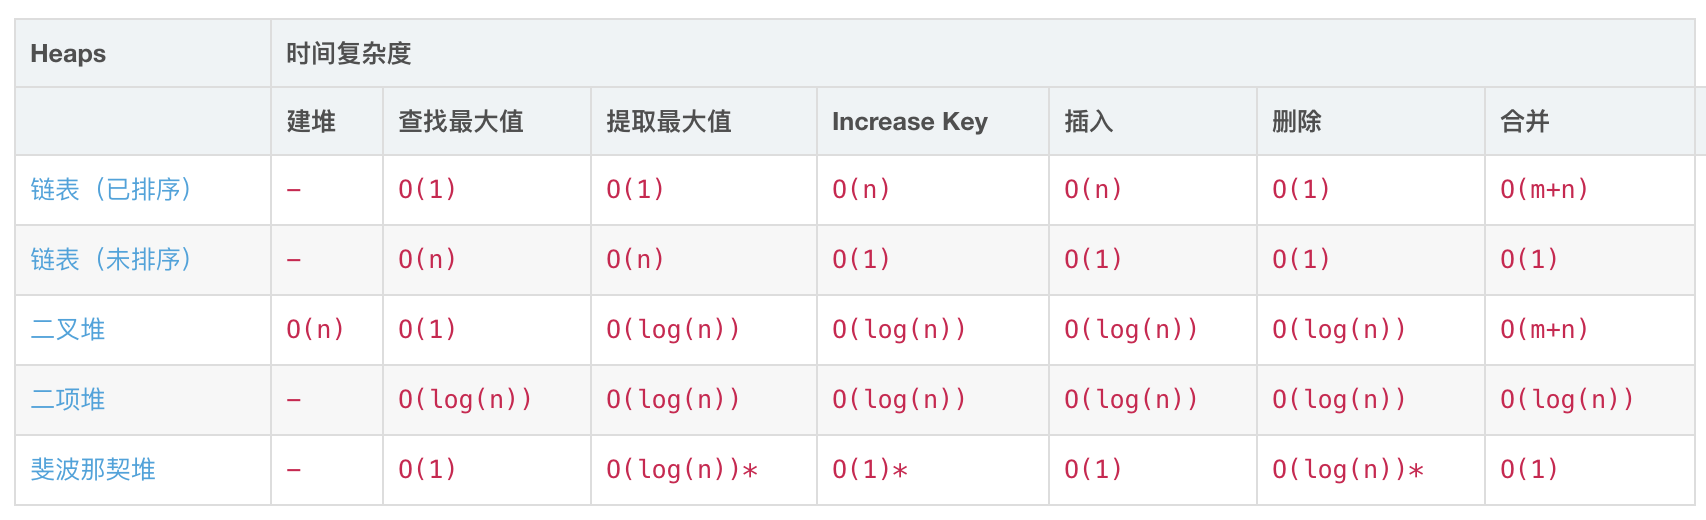 Heaps 时间复杂度
建堆 查找最大值 提取最大值 Increase Key 插入 删除 合并
链表（已排序） – O(1) O(1) O(n) O(n) O(1) O(m+n)
链表（未排序） – O(n) O(n) O(1) O(1) O(1) O(1)
二叉堆 O(n) O(1) O(log(n)) O(log(n)) O(log(n)) O(log(n)) O(m+n)
二项堆 – O(log(n)) O(log(n)) O(log(n)) O(log(n)) O(log(n)) O(log(n))
斐波那契堆 – O(1) O(log(n))* O(1)* O(1) O(log(n))* O(1)